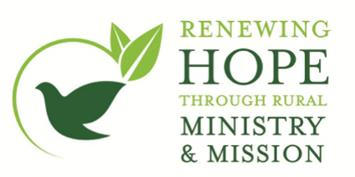 RENEWING
HOPE
THROUGH RURAL
MINISTRY
& MISSION